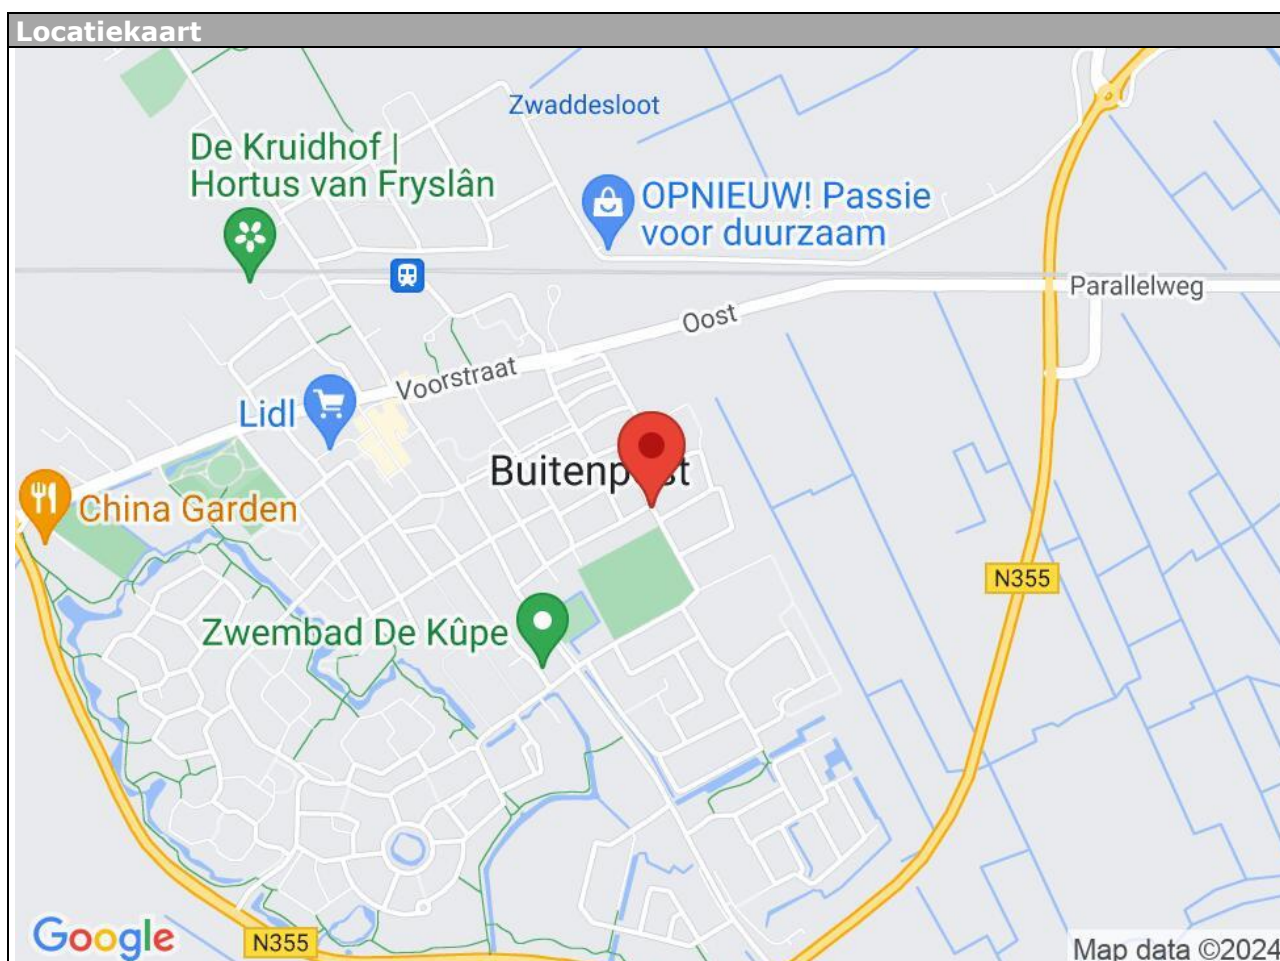 Locatiekaart
Zwaddesloot
De Kruidhof |
Hortus van Fryslân
OPNIEUW! Passie
voor duurzaam
Parallelweg
Oost
Voorstraat
Lidl
Buitenpost
China Garden
N355
Zwembad De Kûpe
Google
N355
Map data ©2024